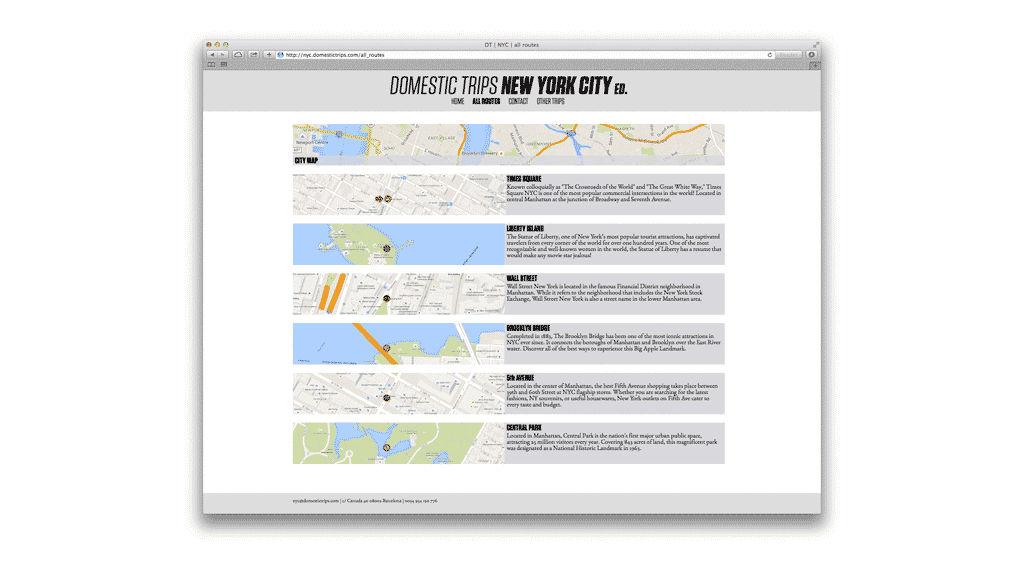 DT | NYC | all routes
http://nyc.domestictrips.com/all_routes
Reader
DOMESTIC TRIPS NEW YORK CITY ED.
HOME ALL ROUTES CONTACT OTHER TRIPS
Newport Centre
SOHO
EAST VILLAGE
Brooklyn Brewery
GREENPOINT
Broadway
CITY MAP
TIMES SQUARE
Known colloquially as "The Crossroads of the World" and "The Great White Way," Times
Square NYC is one of the most popular commercial intersections in the world! Located in
central Manhattan at the junction of Broadway and Seventh Avenue.
LIBERTY ISLAND
The Statue of Liberty, one of New York's most popular tourist attractions, has captivated
travelers from every corner of the world for over one hundred years. One of the most
recognizable and well-known women in the world, the Statue of Liberty has a resume that
would make any movie star jealous!
WALL STREET
Wall Street New York is located in the famous Financial District neighborhood in
Manhattan. While it refers to the neighborhood that includes the New York Stock
Exchange, Wall Street New York is also a street name in the lower Manhattan area.
BROOKLYN BRIDGE
Completed in 1883, The Brooklyn Bridge has been one of the most iconic attractions in
NYC ever since. It connects the boroughs of Manhattan and Brooklyn over the East River
water. Discover all of the best ways to experience this Big Apple Landmark.
5th AVENUE
Located in the center of Manhattan, the best Fifth Avenue shopping takes place between
39th and 60th Street at NYC flagship stores. Whether you are searching for the latest
fashions, NY souvenirs, or useful housewares, New York outlets on Fifth Ave cater to
every taste and budget.
CENTRAL PARK
Located in Manhattan, Central Park is the nation's first major urban public space,
attracting 25 million visitors every year. Covering 843 acres of land, this magnificent park
was designated as a National Historic Landmark in 1963.
nyc@domestictrips.com | c/ Canuda 40 08002 Barcelona | 0034 934 120 776